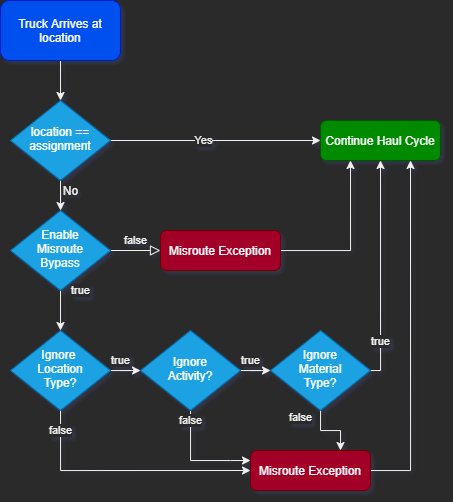 Truck Arrives at
location
location ==
assignment
Yes
Continue Haul Cycle
No
Enable
Misroute
Bypass
false
Misroute Exception
true
Ignore
Location
Type?
true
Ignore
Activity?
true
Ignore
Material
Type?
true
false
false
false
Misroute Exception